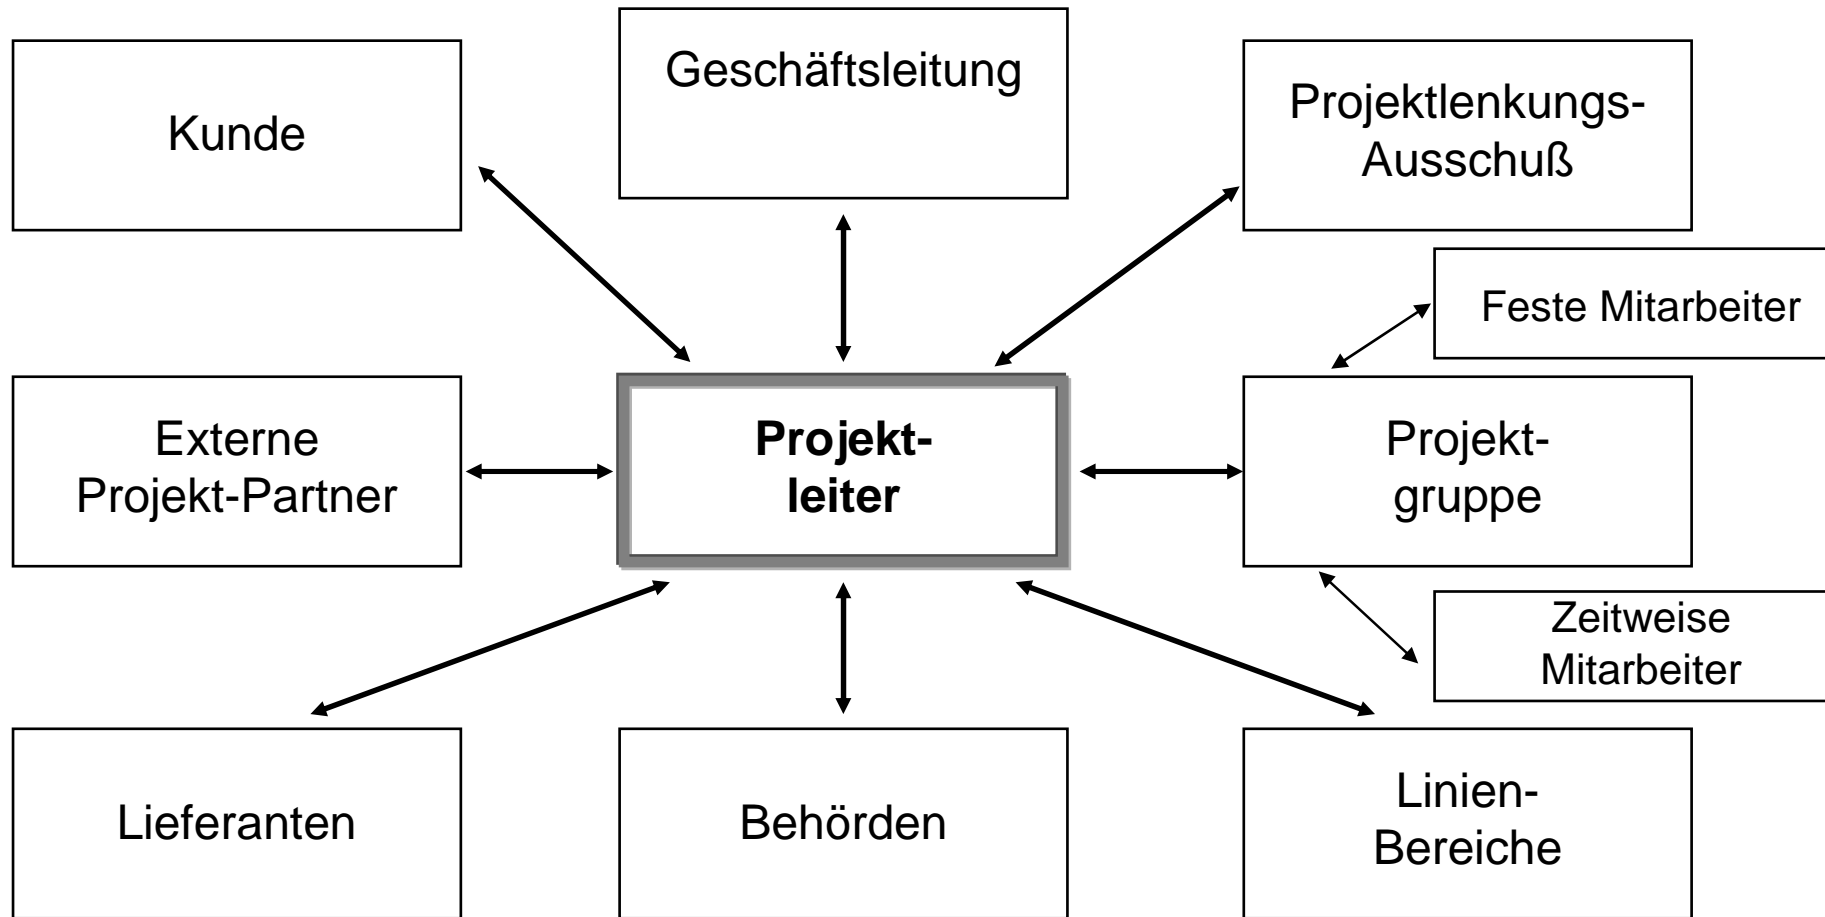 Geschäftsleitung
Kunde
Projektlenkungs-
Ausschuß
Feste Mitarbeiter
Externe
Projekt-Partner
Projekt-
leiter
Projekt-
gruppe
Zeitweise
Mitarbeiter
Lieferanten
Behörden
Linien-
Bereiche